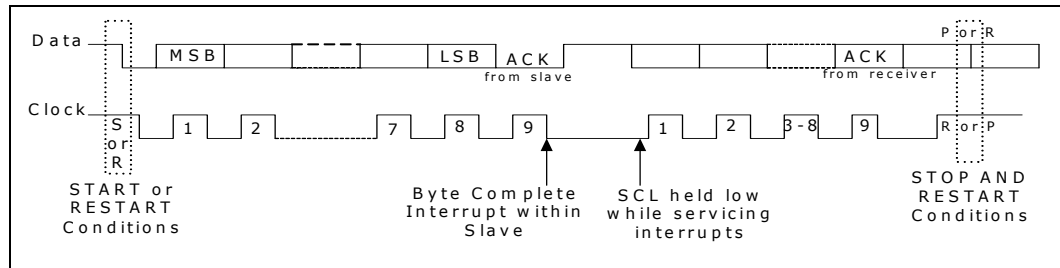 Data
MSB
LSB
ACK
from slave
ACK
from receiver
P or R
Clock
S
or
R
1
2
7
8
9
1
2
3-8
9
R or P
START or
RESTART
Conditions
Byte Complete
Interrupt within
Slave
SCL held low
while servicing
interrupts
STOP AND
RESTART
Conditions